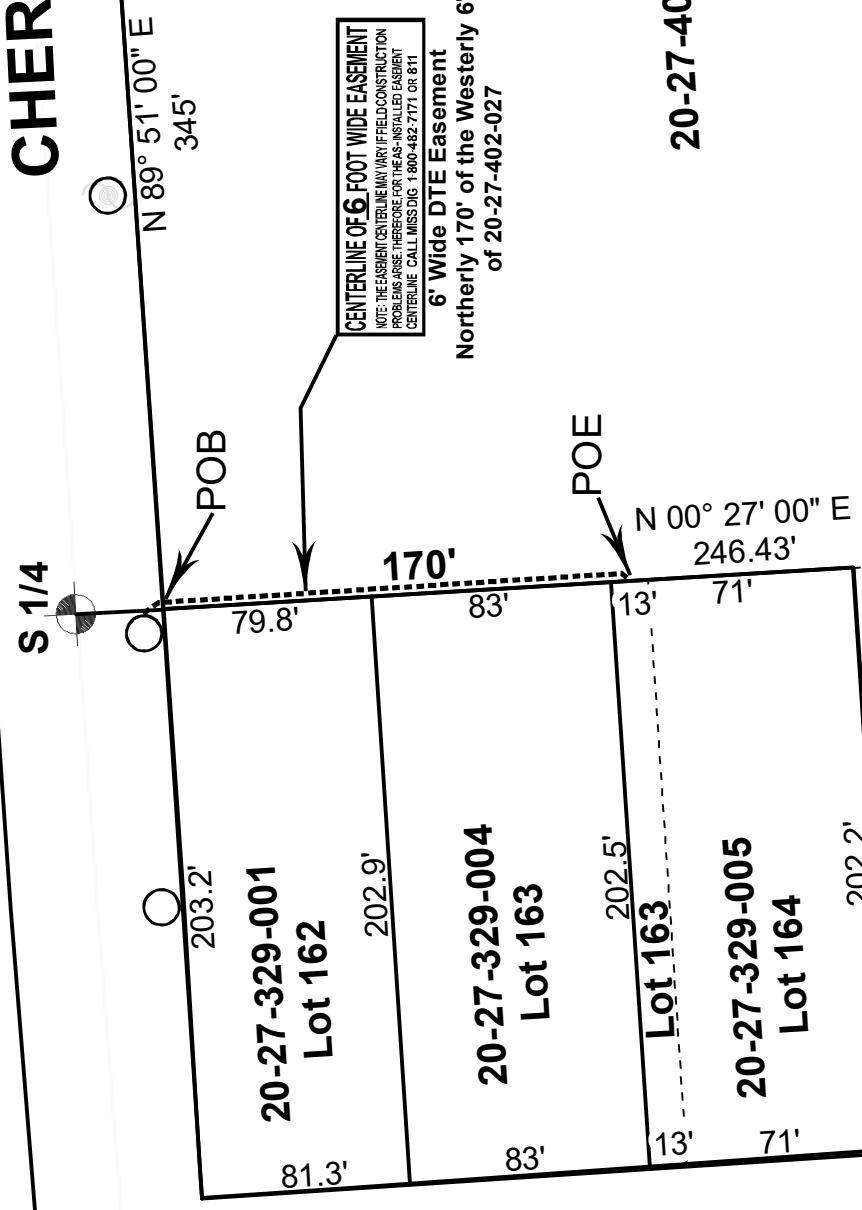 CHER
N 89° 51' 00" E
345'
CENTERLINE OF 6 FOOT WIDE EASEMENT
NOTE: THE EASEMENT CENTERLINE MAY VARY IF FIELD CONSTRUCTION
PROBLEMS ARISE. THEREFORE, FOR THE AS-INSTALLED EASEMENT
CENTERLINE CALL MISS DIG 1-800-482-7171 OR 811
6' Wide DTE Easement
Northerly 170' of the Westerly 6'
of 20-27-402-027
20-27-40
S 1/4
POB
POE
170'
N 00° 27' 00" E
246.43'
79.8'
83'
13'
71'
203.2'
20-27-329-001
Lot 162
202.9'
20-27-329-004
Lot 163
202.5'
Lot 163
20-27-329-005
Lot 164
202.2'
81.3'
83'
13'
71'